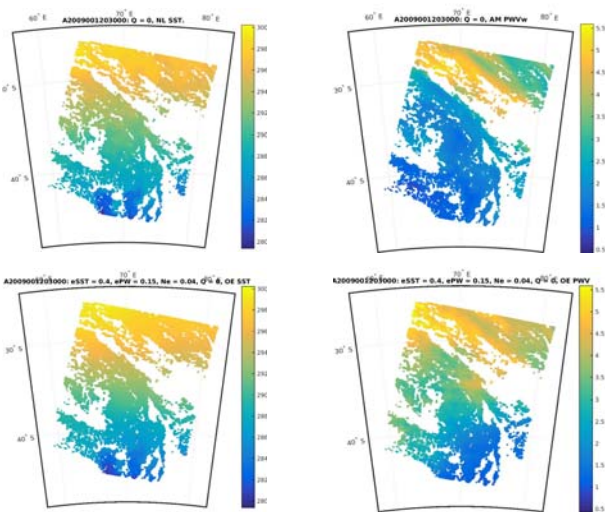 60° E
70° E
80° E
A2009001203000: Q = 0, NL SST.
0° S
40° S
300
298
296
294
292
290
288
286
284
282
280
60° E
70° E
80° E
A2009001203000: Q = 0, AM PWVw
30° S
40° S
5.5
5
4.5
4
3.5
3
2.5
2
1.5
1
0.5
70° E
A2009001203000: eSST = 0.4, ePW = 0.15, Ne = 0.04, Q = 0, OE SST
30° S
40° S
300
298
296
294
292
290
288
286
284
282
280
70° E
A2009001203000: eSST = 0.4, ePW = 0.15, Ne = 0.04, Q = 0, OE PWV
30° S
40° S
5.5
5
4.5
4
3.5
3
2.5
2
1.5
1
0.5